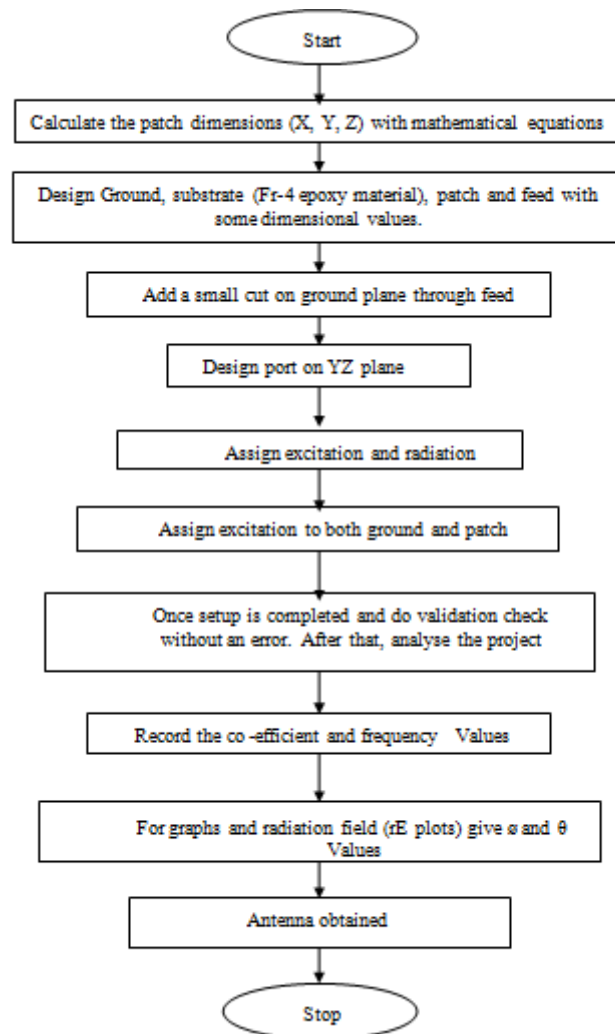 Start
Calculate the patch dimensions (X, Y, Z) with mathematical equations
Design Ground, substrate (Fr-4 epoxy material), patch and feed with
some dimensional values.
Add a small cut on ground plane through feed
Design port on YZ plane
Assign excitation and radiation
Assign excitation to both ground and patch
Once setup is completed and do validation check
without an error. After that, analyse the project
Record the co-efficient and frequency Values
For graphs and radiation field (rE plots) give ø and θ
Values
Antenna obtained
Stop